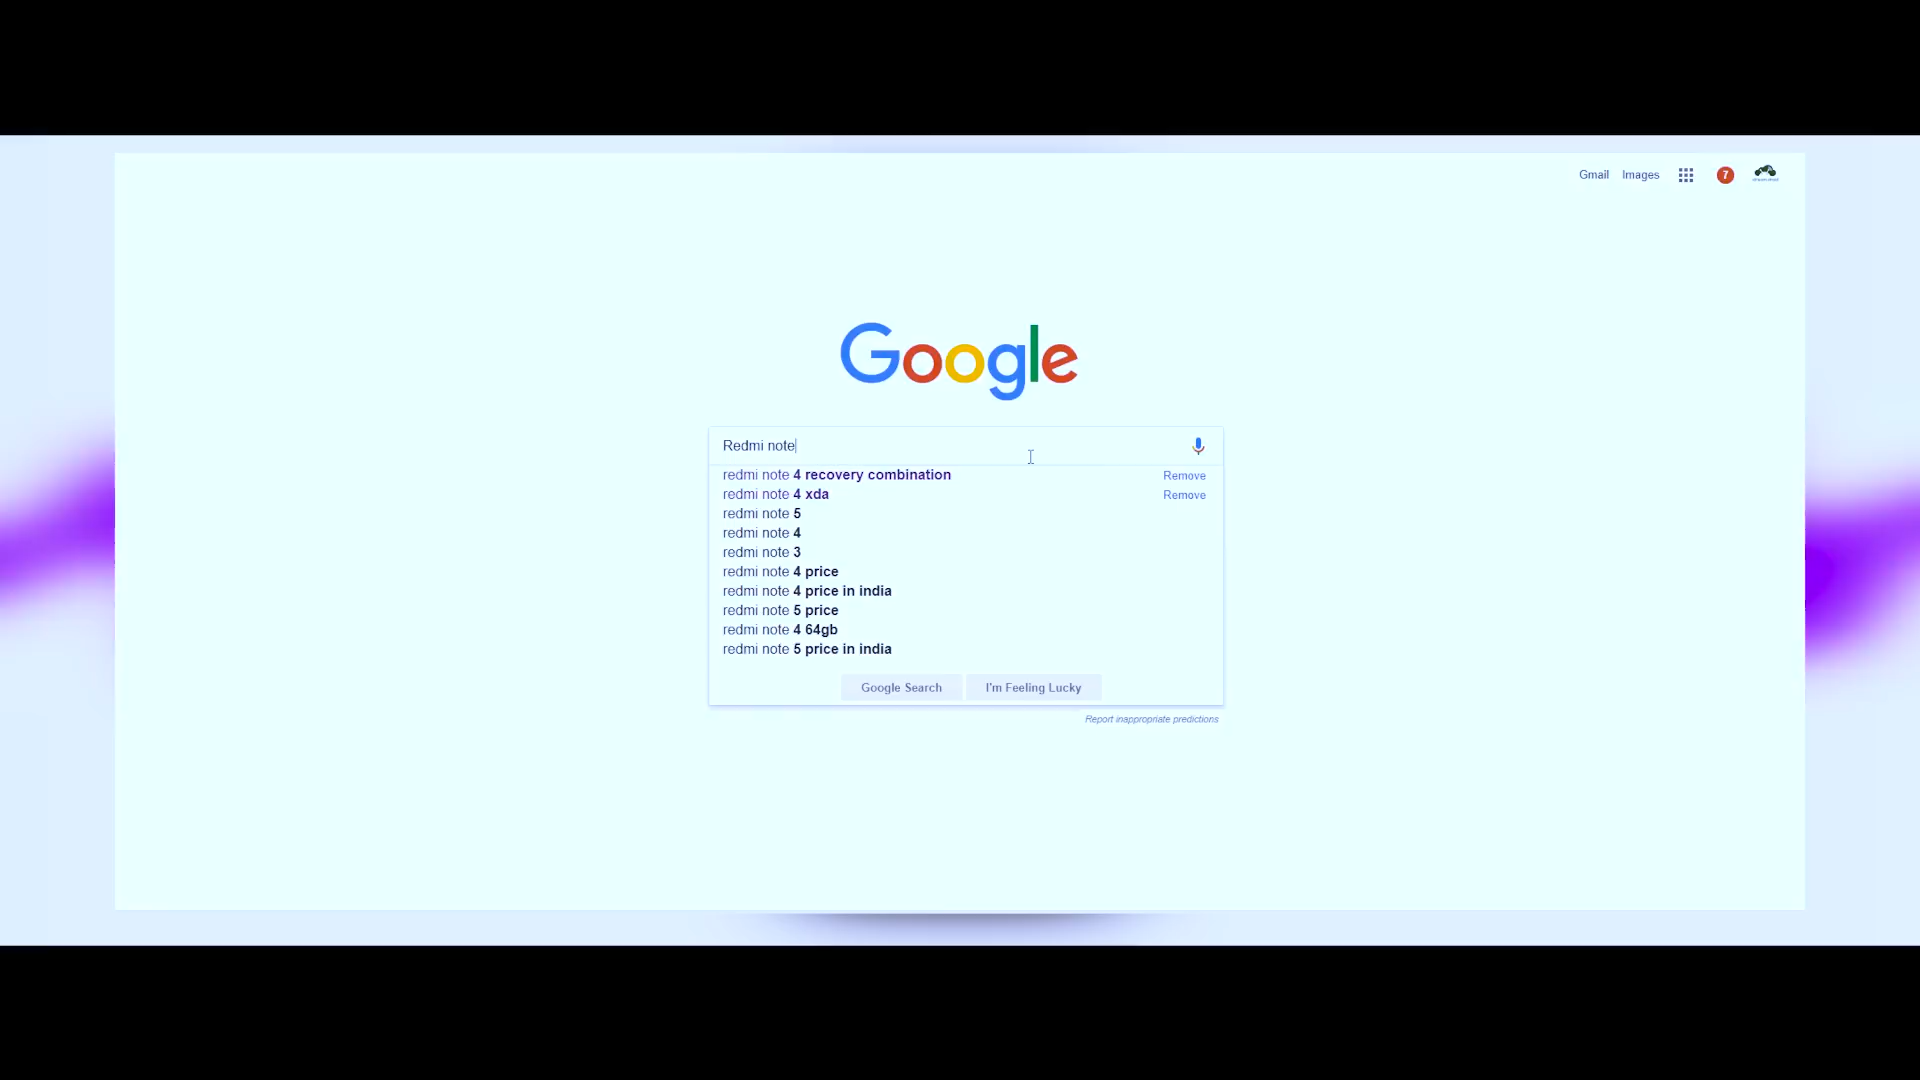 Gmail Images 7
Google
Redmi note
redmi note 4 recovery combination Remove
redmi note 4 xda Remove
redmi note 5
redmi note 4
redmi note 3
redmi note 4 price
redmi note 4 price in india
redmi note 5 price
redmi note 4 64gb
redmi note 5 price in india
Google Search I'm Feeling Lucky
Report inappropriate predictions